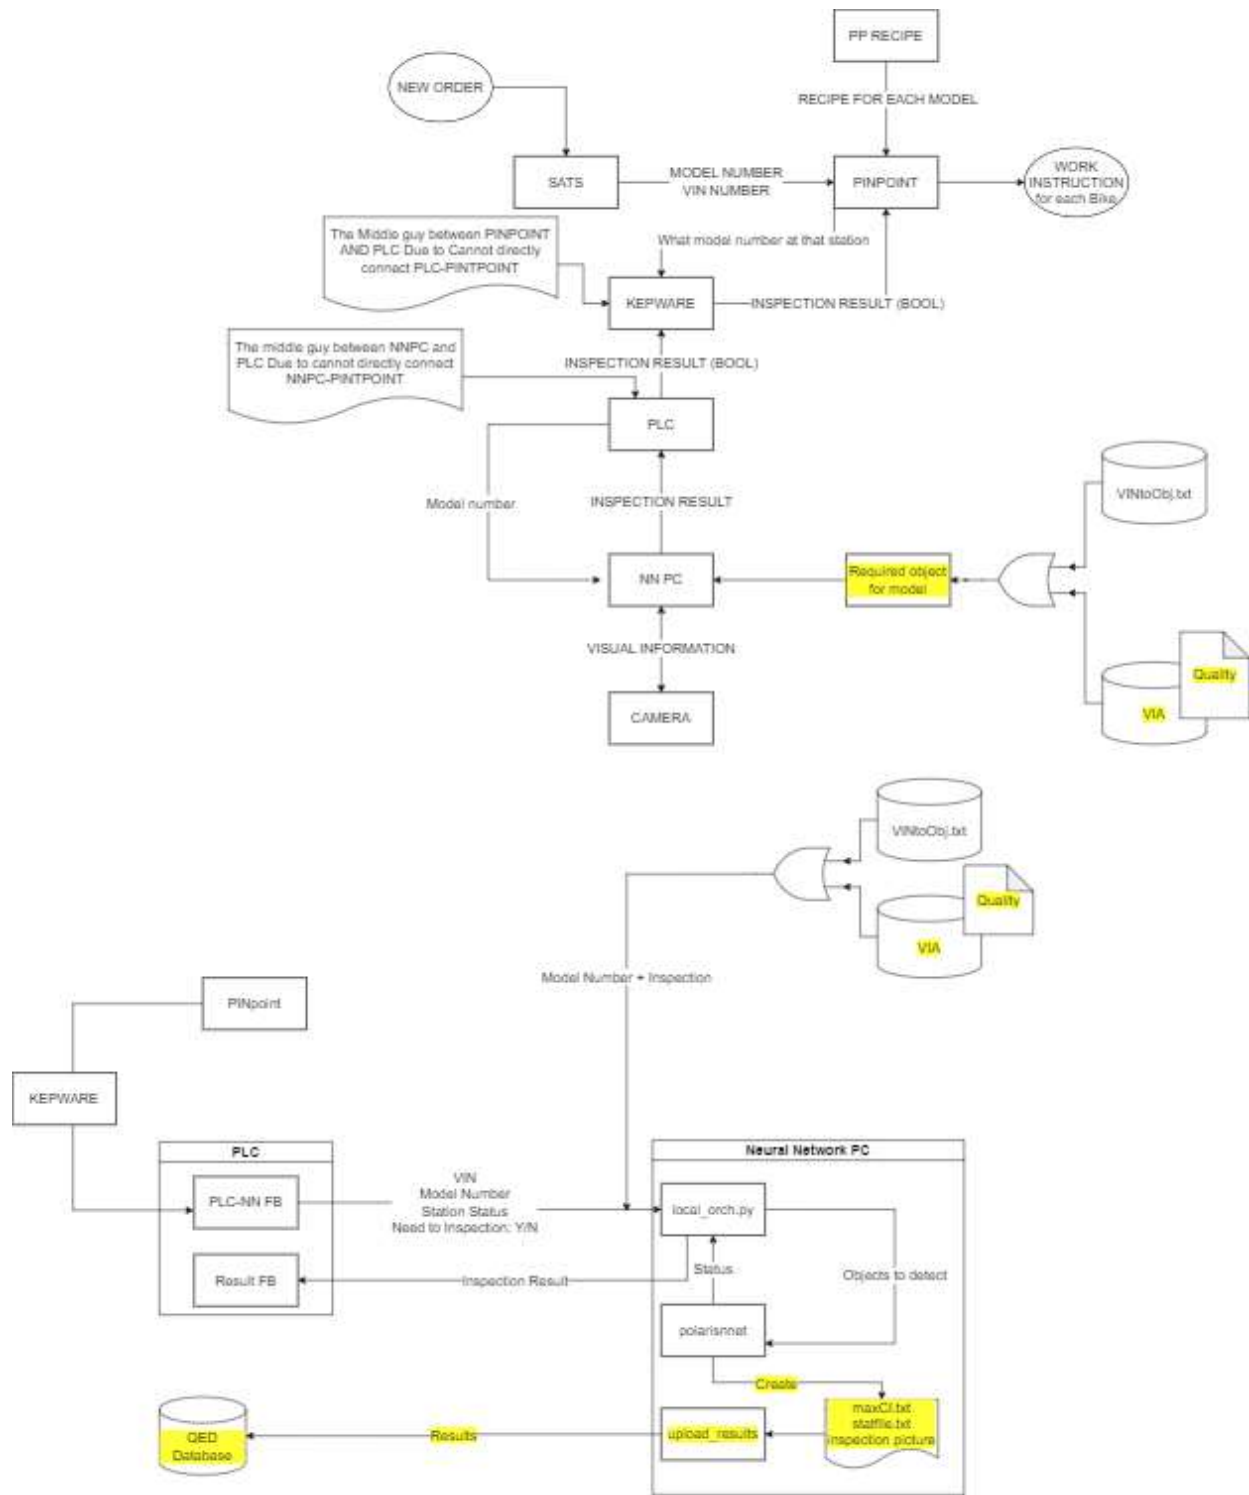 PP RECIPE
NEW ORDER
RECIPE FOR EACH MODEL
SATS
MODEL NUMBER
VIN NUMBER
PINPOINT
WORK
INSTRUCTION
for each Bike.
The Middle guy between PINPOINT
AND PLC Due to Cannot directly
connect PLC-PINTPOINT
What model number at that station
KEPWARE
INSPECTION RESULT (BOOL)
The middle guy between NNPC and
PLC Due to cannot directly connect
NNPC-PINTPOINT
INSPECTION RESULT (BOOL)
PLC
Model number
INSPECTION RESULT
VINtoObj.txt
NN PC
Required object
for model
VISUAL INFORMATION
Quality
VIA
CAMERA
VINtoObj.txt
Quality
VIA
Model Number + Inspection
PINpoint
KEPWARE
PLC
Neural Network PC
PLC-NN FB
VIN
Model Number
Station Status
Need to Inspection: Y/N
local_orch.py
Result FB
Inspection Result
Status
Objects to detect
polarisnnet
Create
maxCI.txt
statfile.txt
inspection picture
QED
Database
Results
upload_results